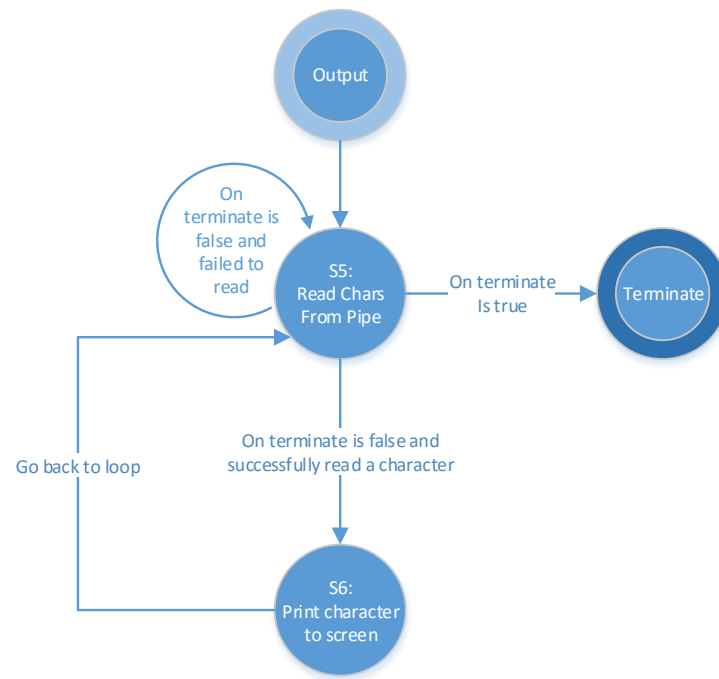 Output
On
terminate is
false and
failed to
read
S5:
Read Chars
From Pipe
On terminate
Is true
Terminate
On terminate is false and
successfully read a character
Go back to loop
S6:
Print character
to screen